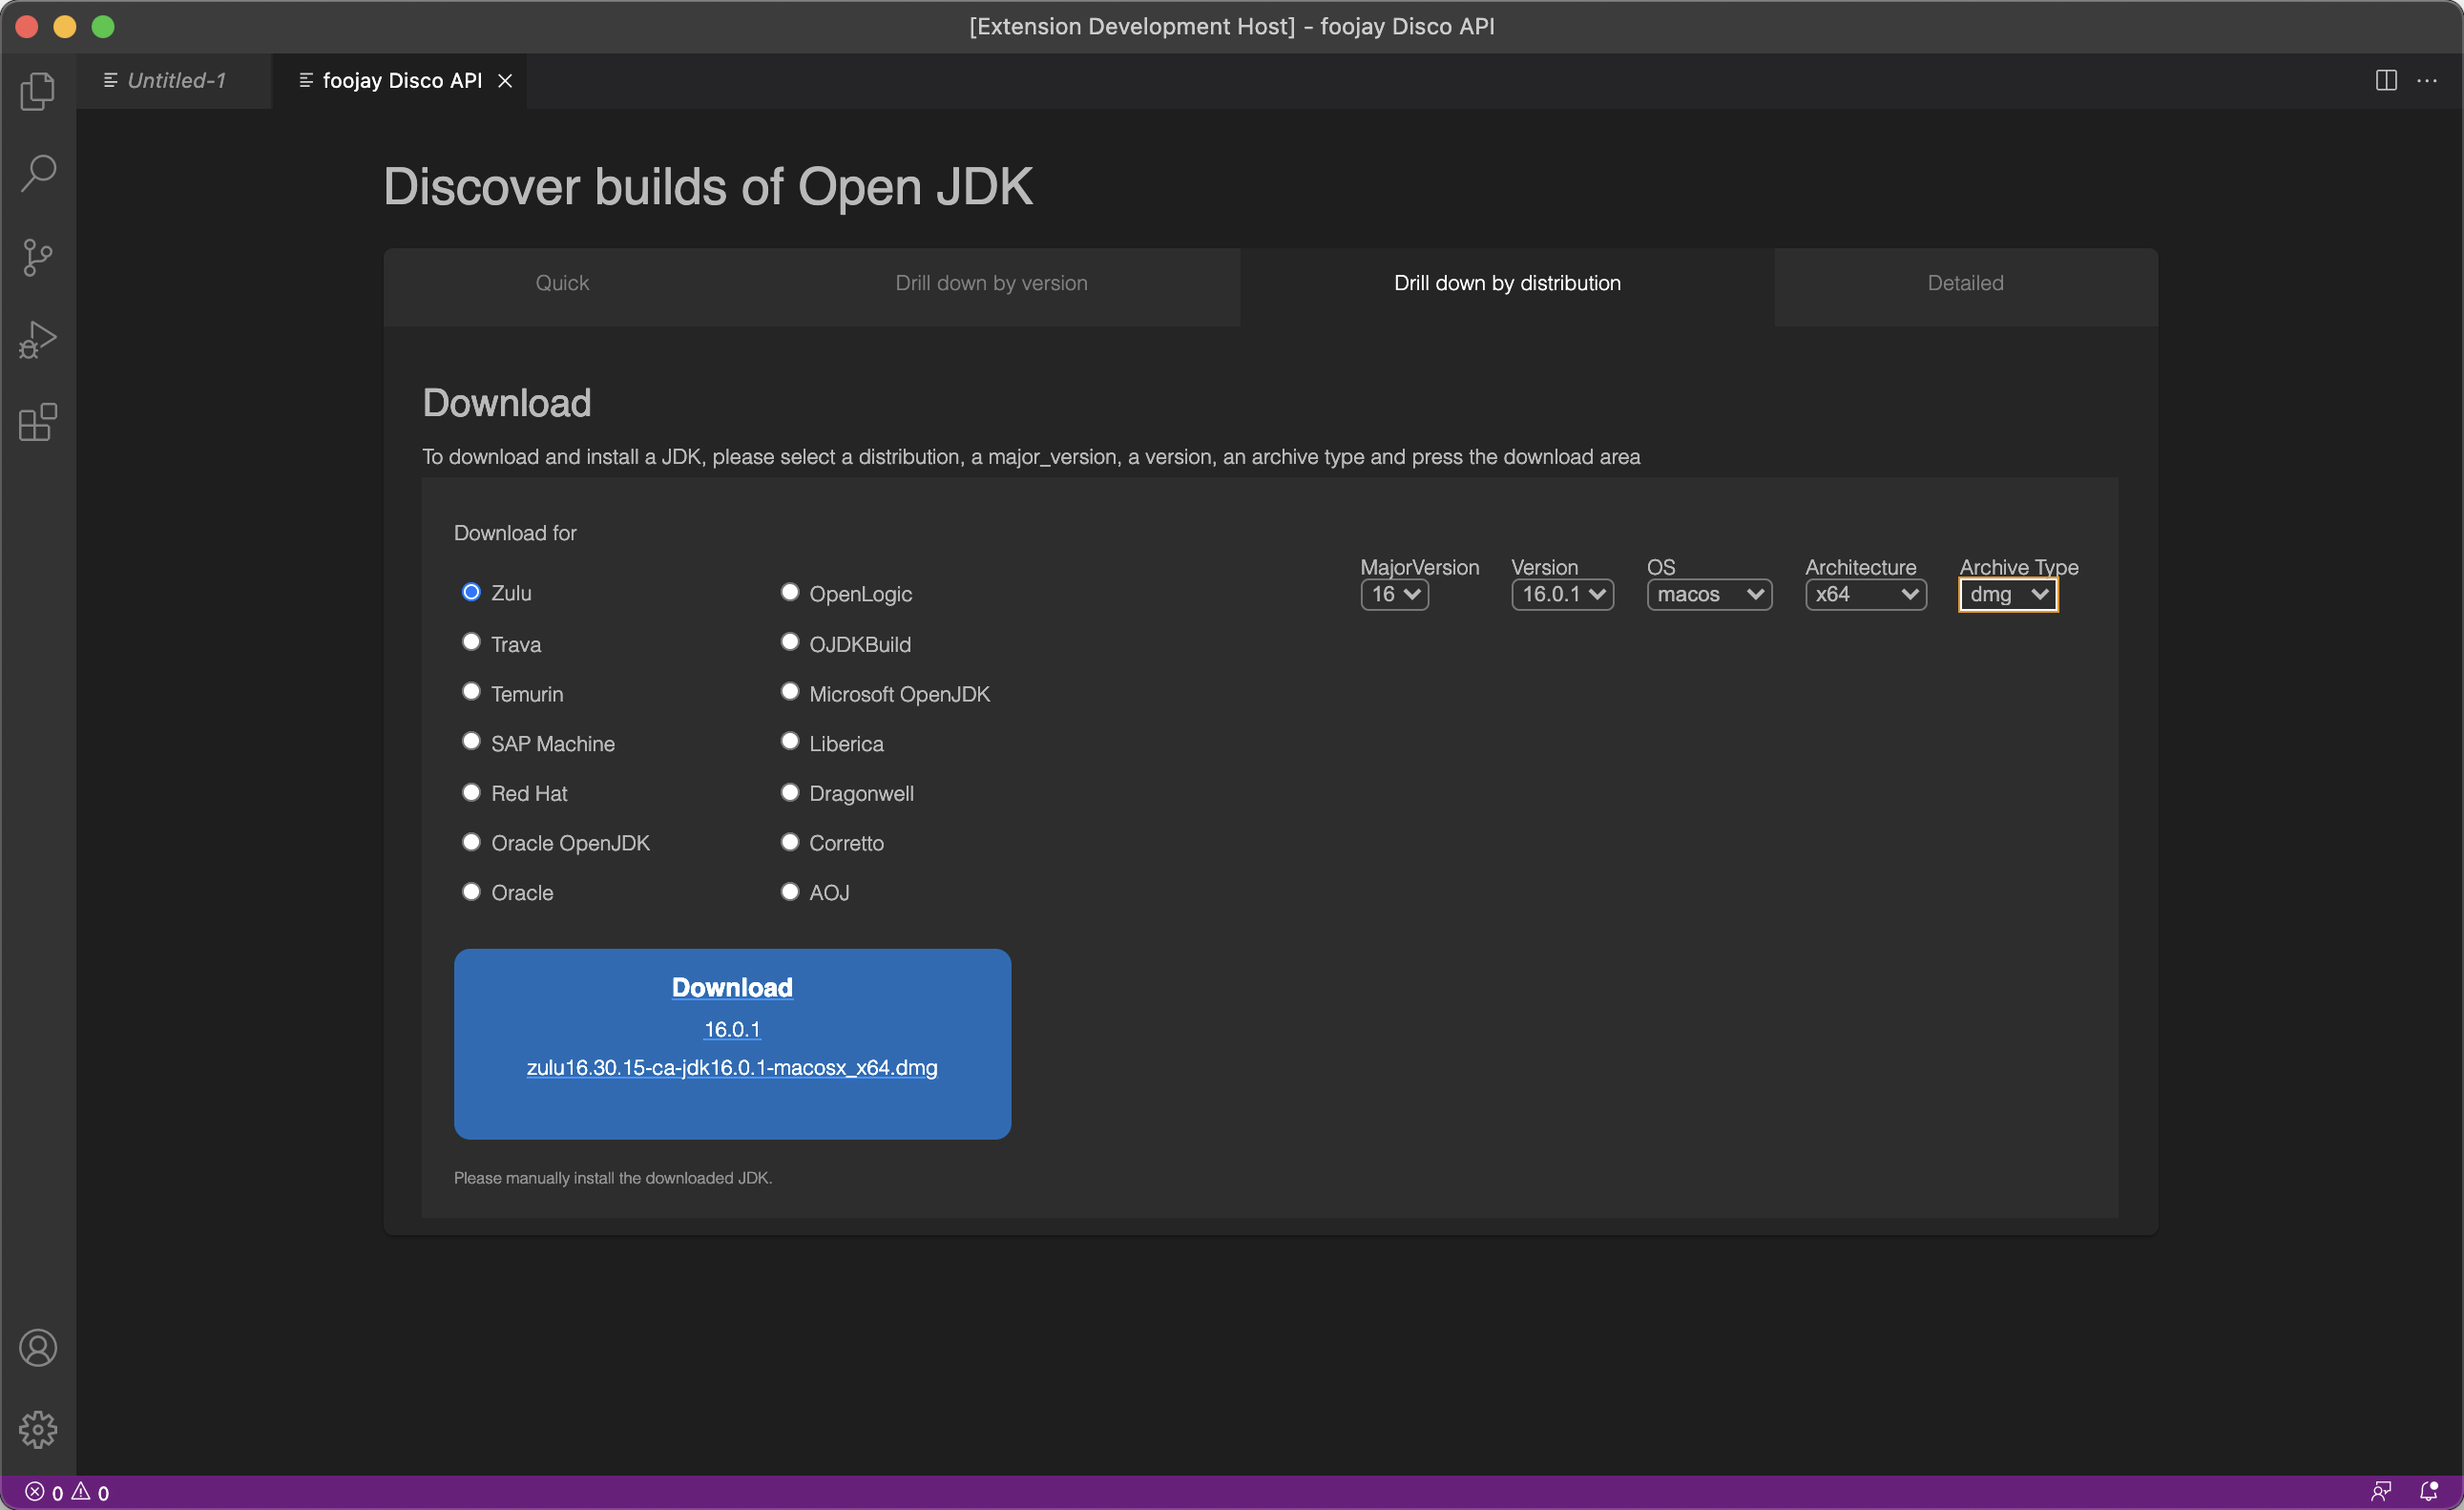 [Extension Development Host] - foojay Disco API
Untitled-1
foojay Disco API
Discover builds of Open JDK
Quick
Drill down by version
Drill down by distribution
Detailed
Download
To download and install a JDK, please select a distribution, a major_version, a version, an archive type and press the download area
Download for
MajorVersion Version OS Architecture Archive Type
16 16.0.1 macos x64 dmg
Zulu OpenLogic
Trava OJDKBuild
Temurin Microsoft OpenJDK
SAP Machine Liberica
Red Hat Dragonwell
Oracle OpenJDK Corretto
Oracle AOJ
Download
16.0.1
zulu16.30.15-ca-jdk16.0.1-macosx_x64.dmg
Please manually install the downloaded JDK.
0 0